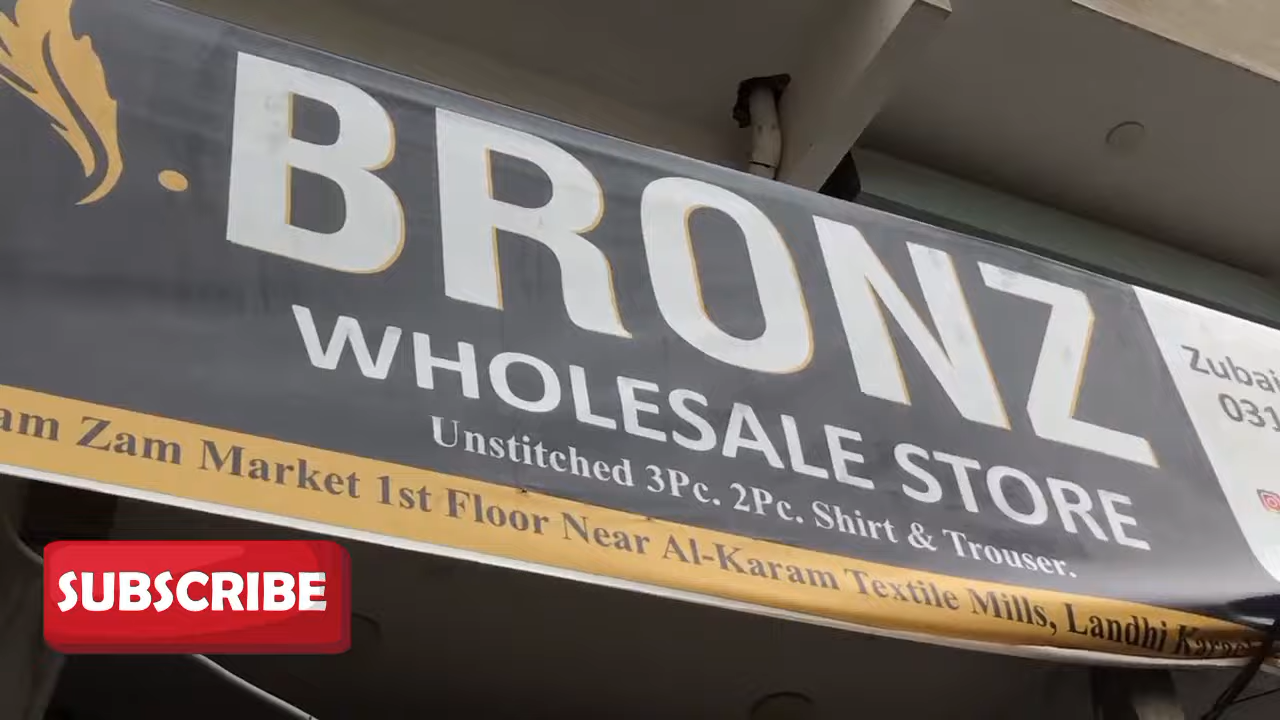 BRONZ
WHOLESALE STORE
Unstitched 3Pc. 2Pc. Shirt & Trouser.
Zam Market 1st Floor Near Al-Karam Textile Mills, Landhi
SUBSCRIBE